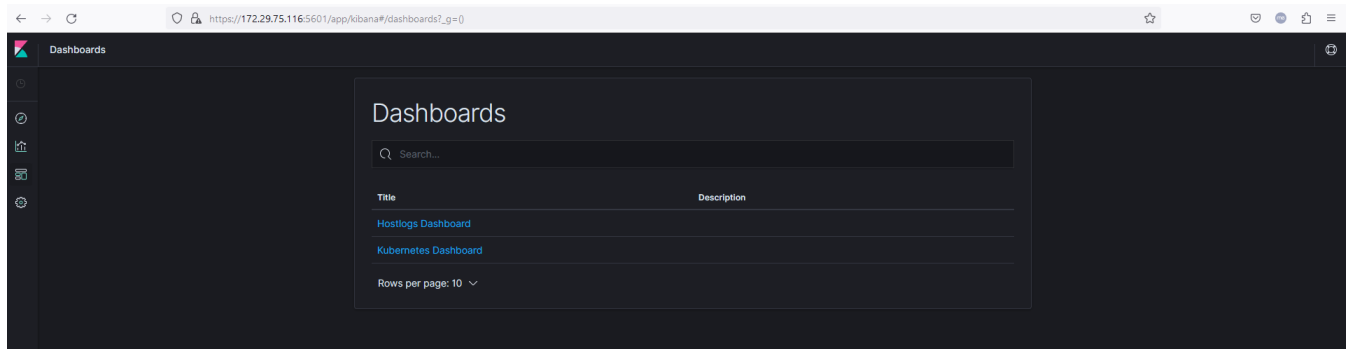 https://172.29.75.116:5601/app/kibana#/dashboards?_g=()
Dashboards
Dashboards
Search...
Title Description
Hostlogs Dashboard
Kubernetes Dashboard
Rows per page: 10